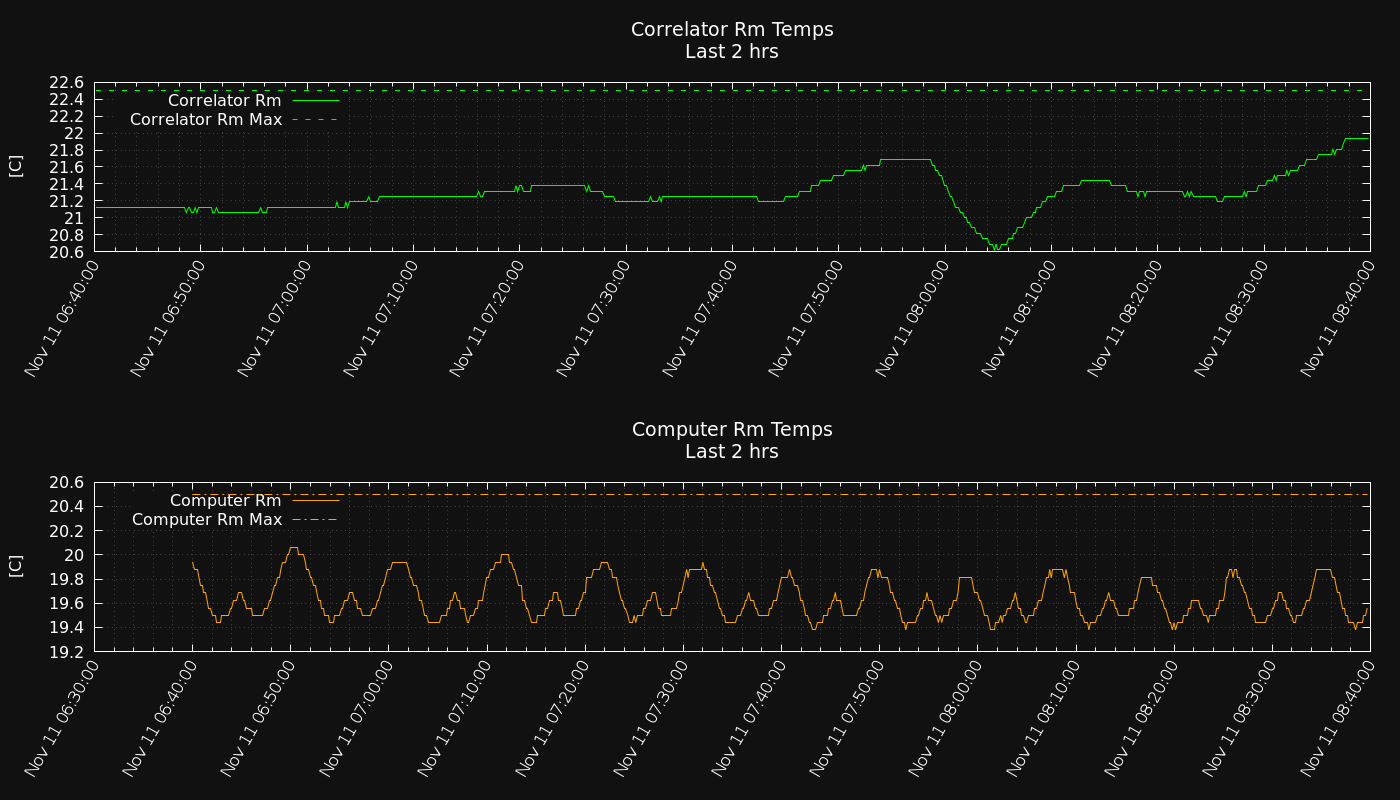 Correlator Rm Temps
Last 2 hrs
[C]
22.6
22.4
22.2
22
21.8
21.6
21.4
21.2
21
20.8
20.6
Correlator Rm
Correlator Rm Max
Nov 11 06:40:00
Nov 11 06:50:00
Nov 11 07:00:00
Nov 11 07:10:00
Nov 11 07:20:00
Nov 11 07:30:00
Nov 11 07:40:00
Nov 11 07:50:00
Nov 11 08:00:00
Nov 11 08:10:00
Nov 11 08:20:00
Nov 11 08:30:00
Nov 11 08:40:00
Computer Rm Temps
Last 2 hrs
[C]
20.6
20.4
20.2
20
19.8
19.6
19.4
19.2
Computer Rm
Computer Rm Max
Nov 11 06:30:00
Nov 11 06:40:00
Nov 11 06:50:00
Nov 11 07:00:00
Nov 11 07:10:00
Nov 11 07:20:00
Nov 11 07:30:00
Nov 11 07:40:00
Nov 11 07:50:00
Nov 11 08:00:00
Nov 11 08:10:00
Nov 11 08:20:00
Nov 11 08:30:00
Nov 11 08:40:00